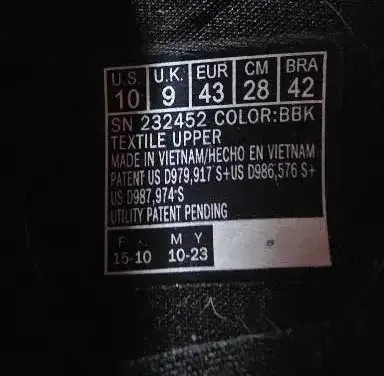 U.S U.K. EUR CM BRA
10 9 43 28 42
SN 232452 COLOR:BBK
TEXTILE UPPER
MADE IN VIETNAM/HECHO EN VIETNAM
PATENT US D979,917 S+US D986,576 S+
US D987,974 S
UTILITY PATENT PENDING
F M Y
15-10 10-23